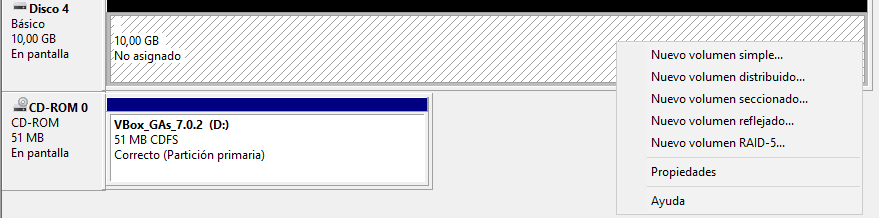 Disco 4
Básico
10,00 GB
En pantalla
10,00 GB
No asignado
Nuevo volumen simple...
Nuevo volumen distribuido...
Nuevo volumen seccionado...
Nuevo volumen reflejado...
Nuevo volumen RAID-5...
Propiedades
Ayuda
CD-ROM 0
CD-ROM
51 MB
En pantalla
VBox_GAs_7.0.2 (D:)
51 MB CDFS
Correcto (Partición primaria)